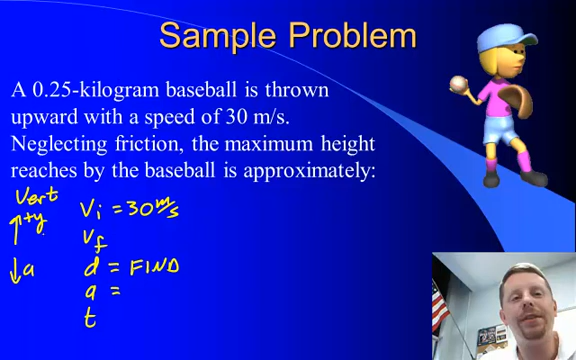 Sample Problem
A 0.25-kilogram baseball is thrown
upward with a speed of 30 m/s.
Neglecting friction, the maximum height
reaches by the baseball is approximately:
Vert
↑+y
↓a
Vi = 30 m/s
Vf
d = FIND
a =
t